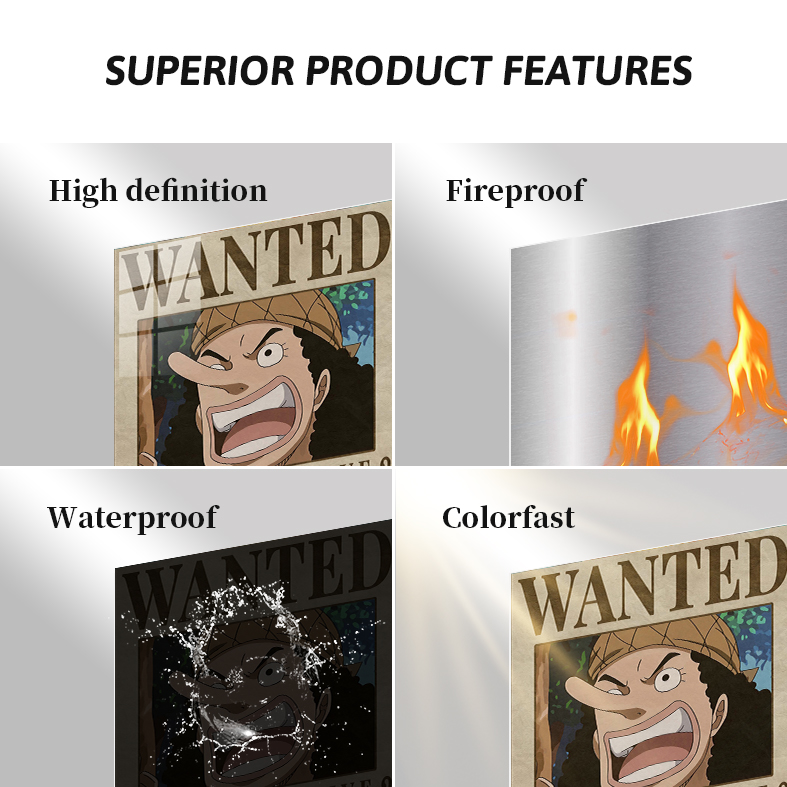 SUPERIOR PRODUCT FEATURES
High definition
Fireproof
WANTED
Waterproof
Colorfast
WANTED
WANTED